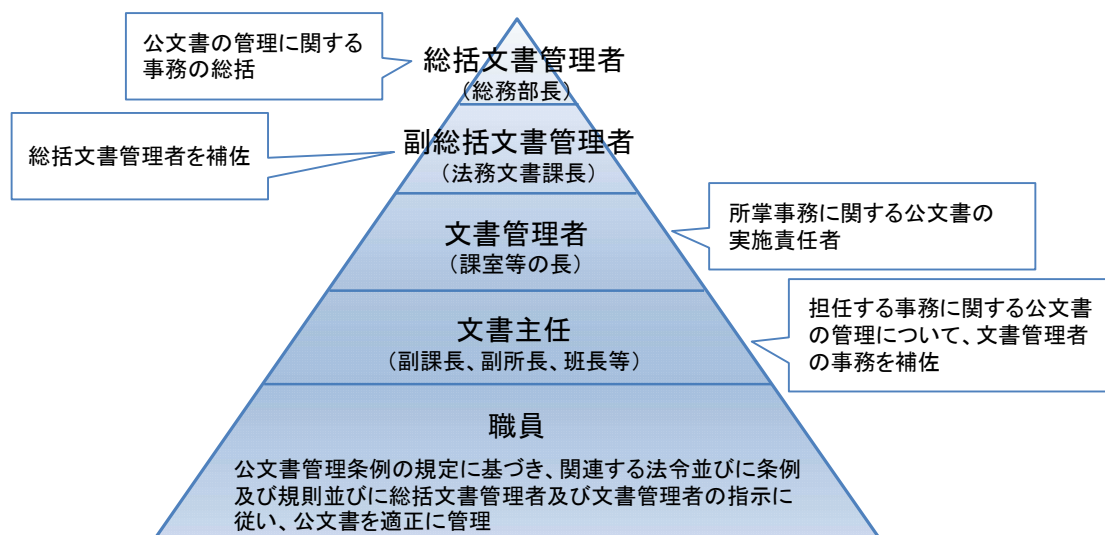 公文書の管理に関する
事務の総括
総括文書管理者
（総務部長）
総括文書管理者を補佐
副総括文書管理者
（法務文書課長）
所掌事務に関する公文書の
実施責任者
文書管理者
（課室等の長）
担任する事務に関する公文書
の管理について、文書管理者
の事務を補佐
文書主任
（副課長、副所長、班長等）
職員
公文書管理条例の規定に基づき、関連する法令並びに条例
及び規則並びに総括文書管理者及び文書管理者の指示に
従い、公文書を適正に管理